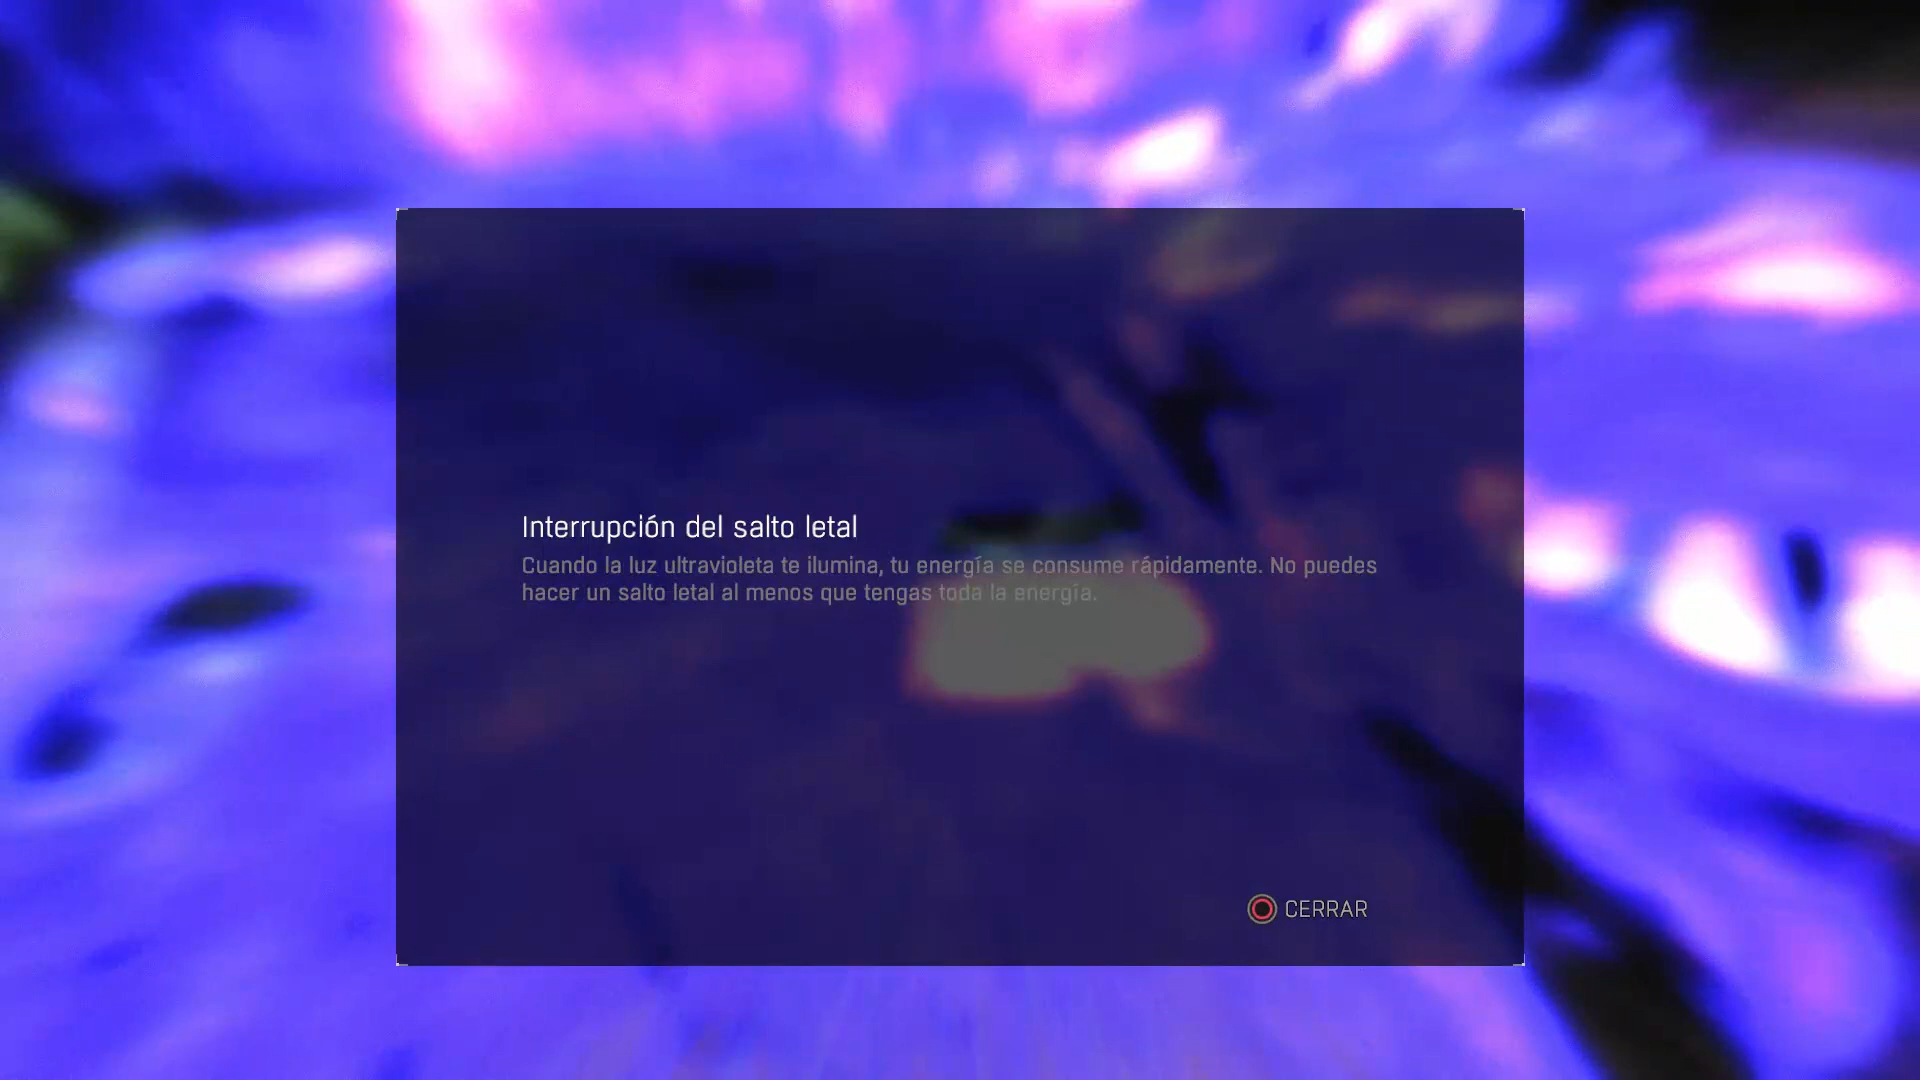 Interrupción del salto letal
Cuando la luz ultravioleta te ilumina, tu energía se consume rápidamente. No puedes
hacer un salto letal al menos que tengas toda la energía.
CERRAR